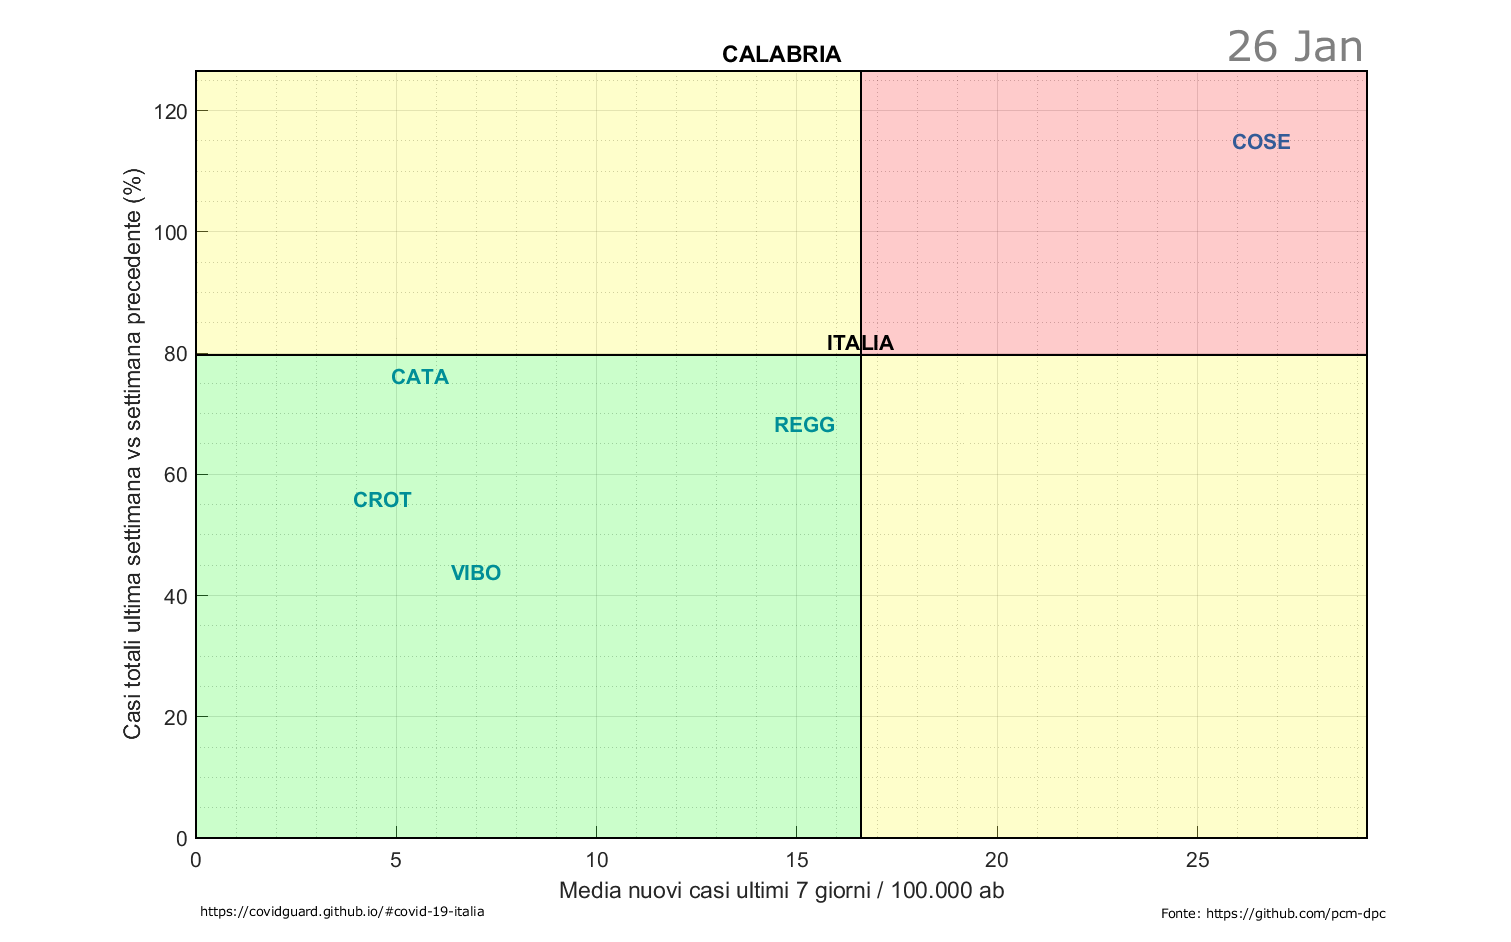 26 Jan
CALABRIA
Casi totali ultima settimana vs settimana precedente (%)
120
100
80
60
40
20
0
COSE
ITALIA
CATA
REGG
CROT
VIBO
0 5 10 15 20 25
Media nuovi casi ultimi 7 giorni / 100.000 ab
https://covidguard.github.io/#covid-19-italia
Fonte: https://github.com/pcm-dpc